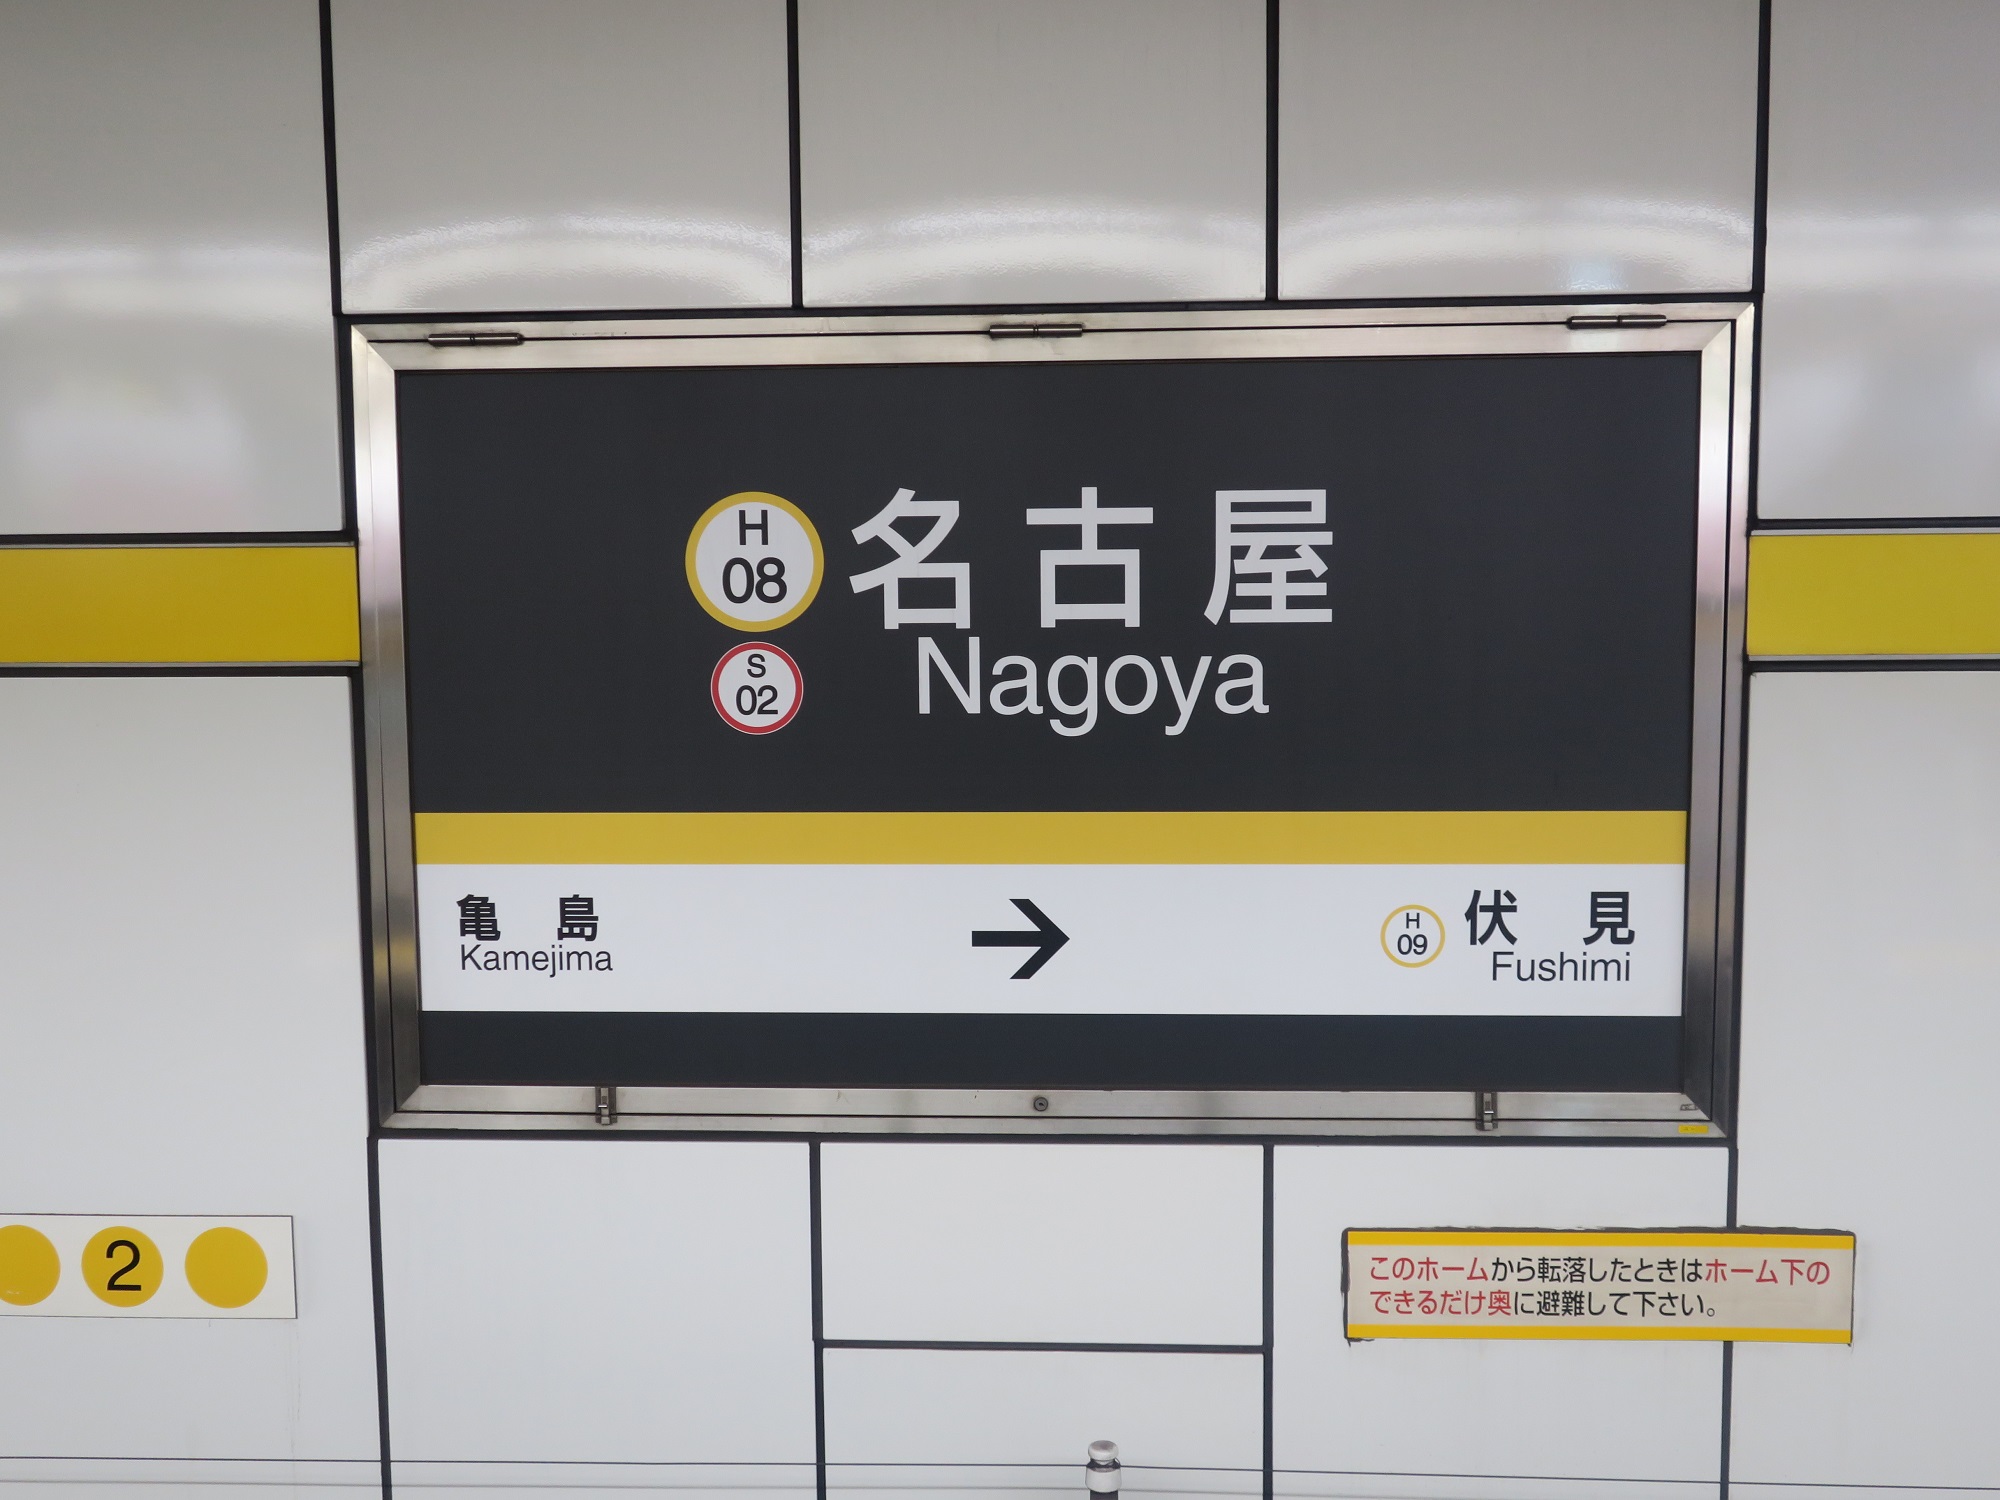 H
08
名古屋
S
02
Nagoya
亀島
Kamejima
→
H
09
伏見
Fushimi
2
このホームから転落したときはホーム下の
できるだけ奥に避難して下さい。